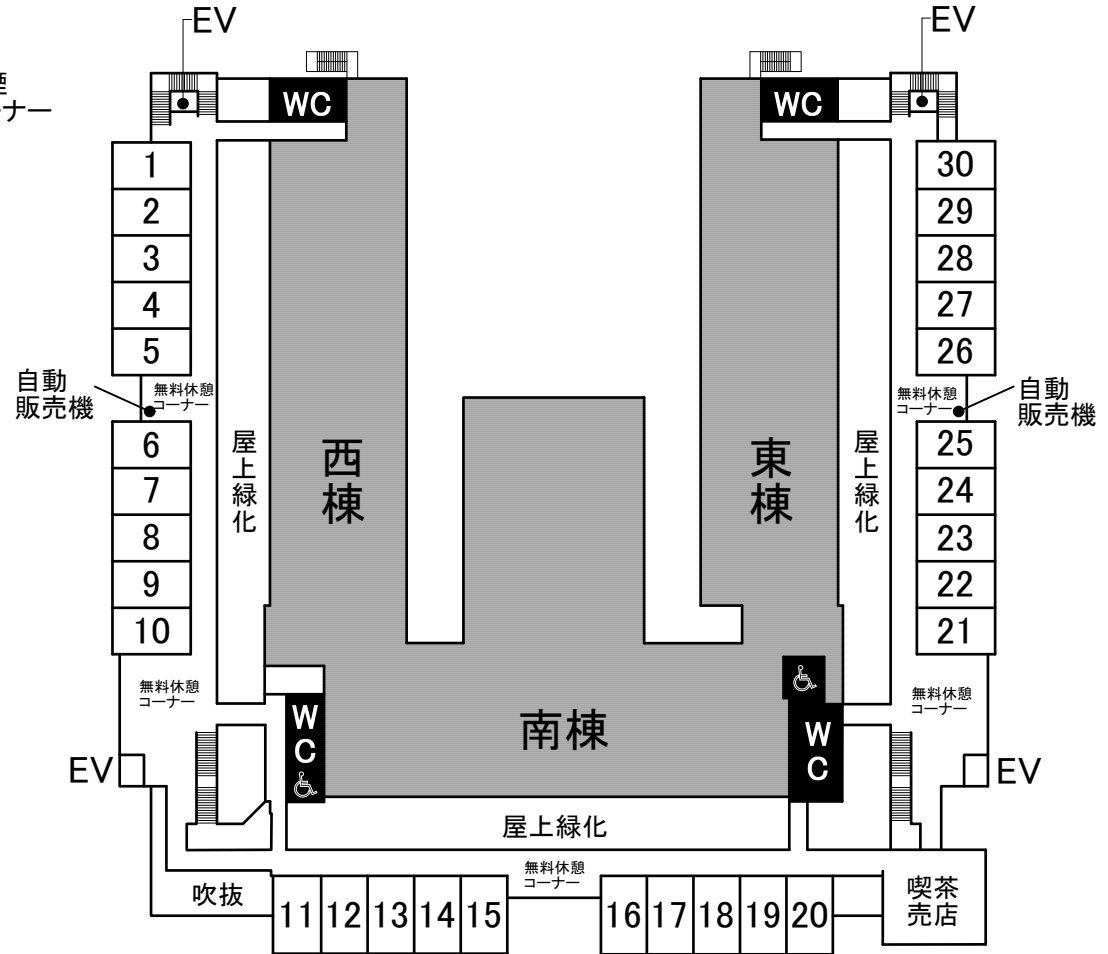 EV
EV
ナー
WC
WC
1
2
3
4
5
自動
販売機
無料休憩
コーナー
6
7
8
9
10
無料休憩
コーナー
屋上緑化
西棟
東棟
屋上緑化
30
29
28
27
26
無料休憩
コーナー
自動
販売機
25
24
23
22
21
無料休憩
コーナー
WC
南棟
WC
EV
EV
屋上緑化
無料休憩
コーナー
吹抜
11
12
13
14
15
16
17
18
19
20
喫茶
売店